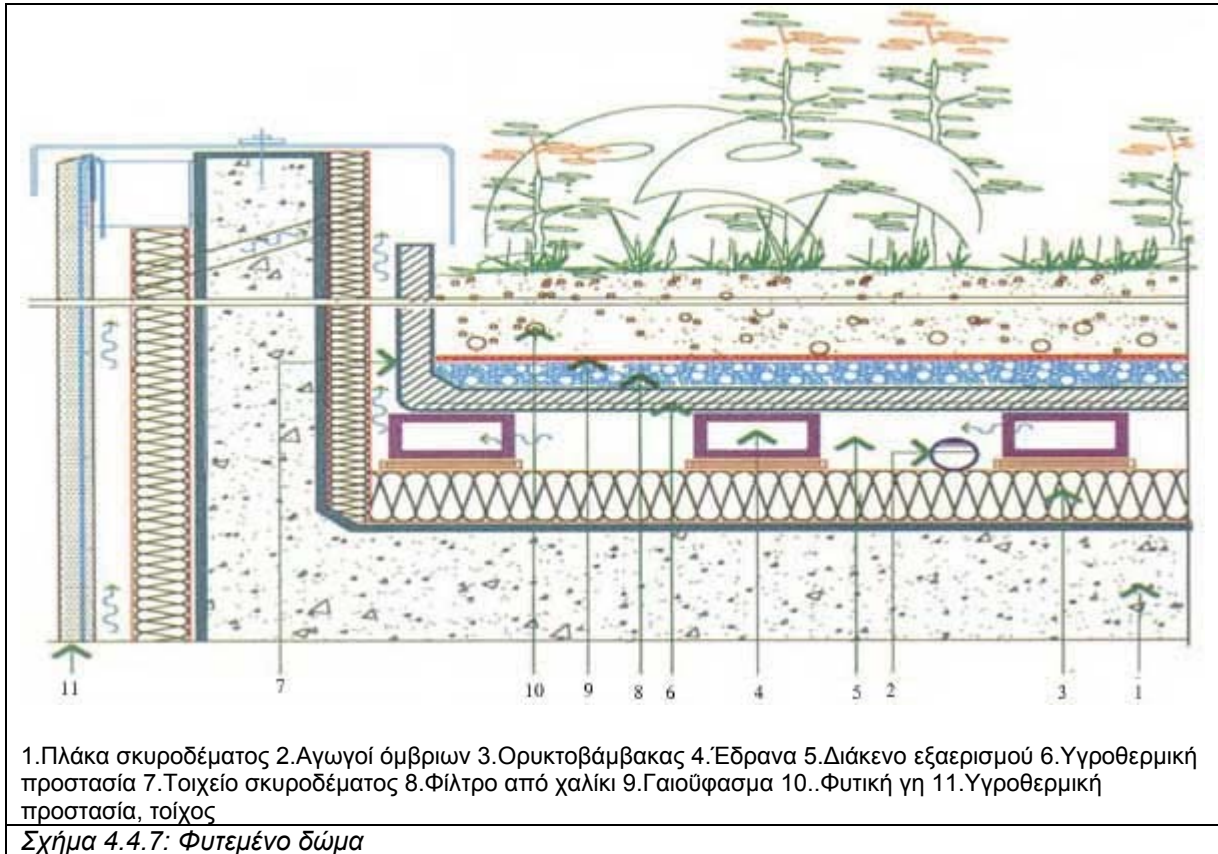 11 7 10 9 8 6 4 5 2 3 1
1.Πλάκα σκυροδέματος 2.Αγωγοί όμβριων 3.Ορυκτοβάμβακας 4.Έδρανα 5.Διάκενο εξαερισμού 6.Υγροθερμική
προστασία 7.Τοιχείο σκυροδέματος 8.Φίλτρο από χαλίκι 9.Γαιοΰφασμα 10..Φυτική γη 11.Υγροθερμική
προστασία, τοίχος
Σχήμα 4.4.7: Φυτεμένο δώμα